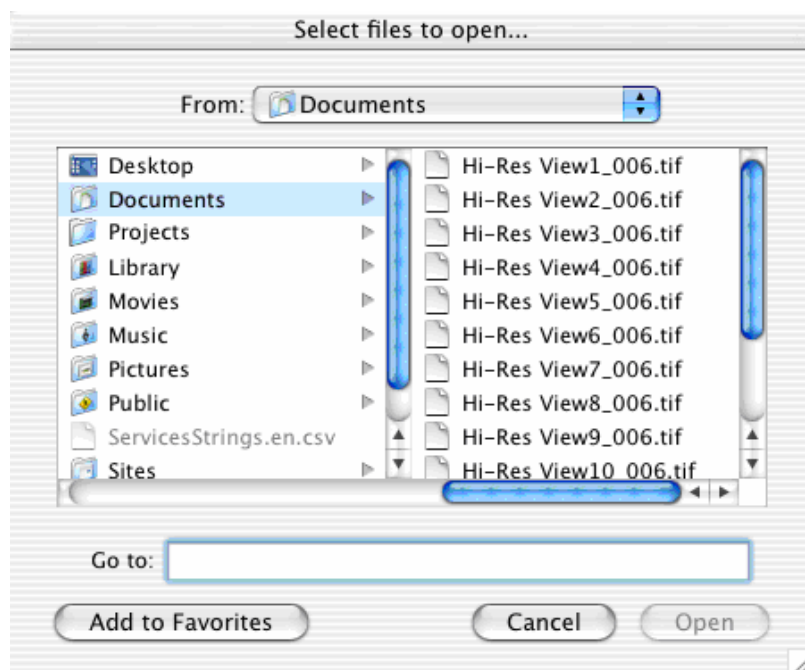 Select files to open...
From: Documents
Desktop
Documents
Projects
Library
Movies
Music
Pictures
Public
ServicesStrings.en.csv
Sites
Hi-Res View1_006.tif
Hi-Res View2_006.tif
Hi-Res View3_006.tif
Hi-Res View4_006.tif
Hi-Res View5_006.tif
Hi-Res View6_006.tif
Hi-Res View7_006.tif
Hi-Res View8_006.tif
Hi-Res View9_006.tif
Hi-Res View10_006.tif
Go to:
Add to Favorites Cancel Open